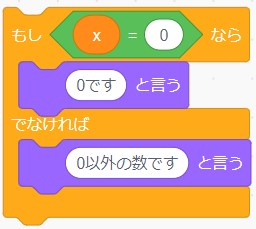 もし x = 0 なら
0です と言う
でなければ
0以外の数です と言う